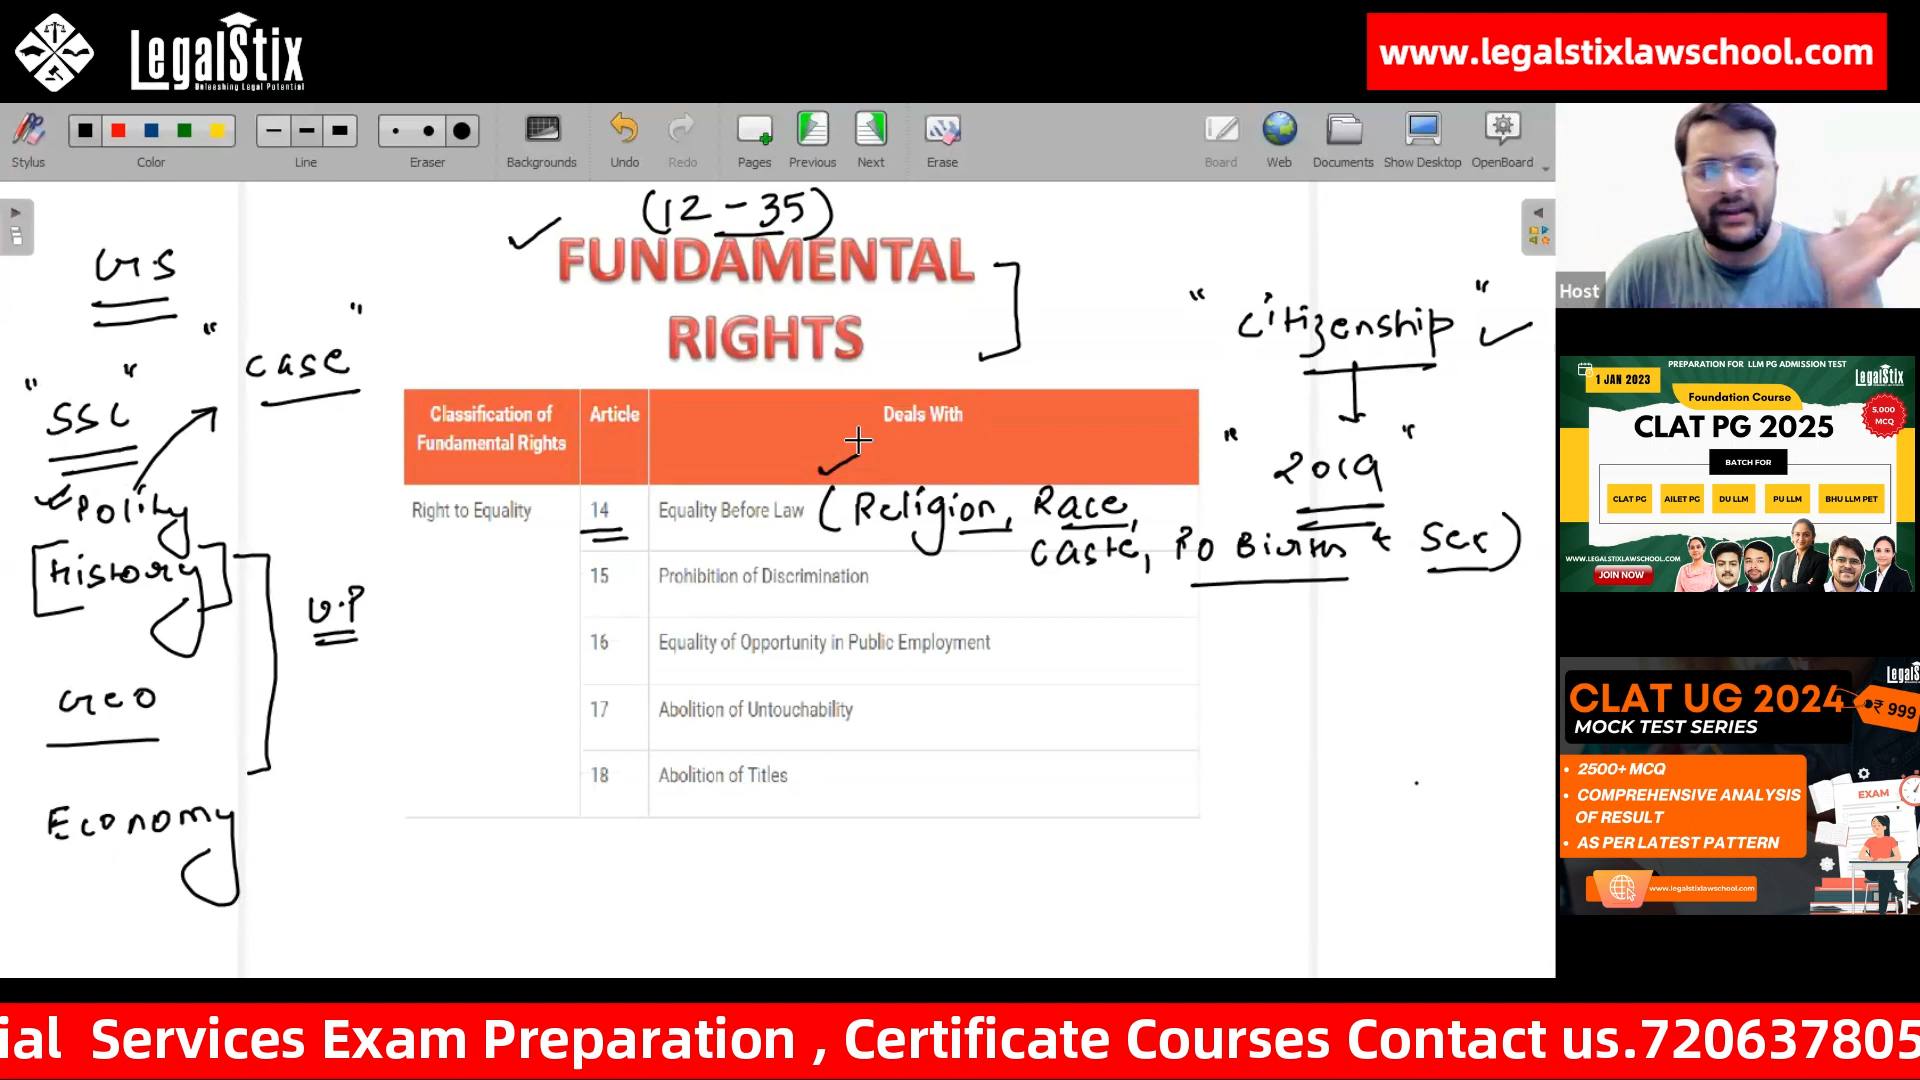 LegalStix
Unleashing Legal Potential
www.legalstixlawschool.com
Stylus
Color
Line
Eraser
Backgrounds
Undo
Redo
Pages
Previous
Next
Erase
Board
Web
Documents
Show Desktop
OpenBoard
(12 - 35)
FUNDAMENTAL
RIGHTS
G.S
" case "
" SSC "
Polity
[History]
U.P
Geo
Economy
" Citizenship "
" 2019 "
Classification of Fundamental Rights
Article
Deals With
Right to Equality
14
Equality Before Law
(Religion, Race,
Caste, PO Birth & Sex)
15
Prohibition of Discrimination
16
Equality of Opportunity in Public Employment
17
Abolition of Untouchability
18
Abolition of Titles
Host
PREPARATION FOR LLM PG ADMISSION TEST
1 JAN 2023
LegalStix
Foundation Course
5,000
MCQ
CLAT PG 2025
BATCH FOR
CLAT PG
AILET PG
DU LLM
PU LLM
BHU LLM PET
WWW.LEGALSTIXLAWSCHOOL.COM
JOIN NOW
CLAT UG 2024
₹ 999
MOCK TEST SERIES
• 2500+ MCQ
• COMPREHENSIVE ANALYSIS
OF RESULT
• AS PER LATEST PATTERN
EXAM
www.legalstixlawschool.com
ial Services Exam Preparation , Certificate Courses Contact us.720637805